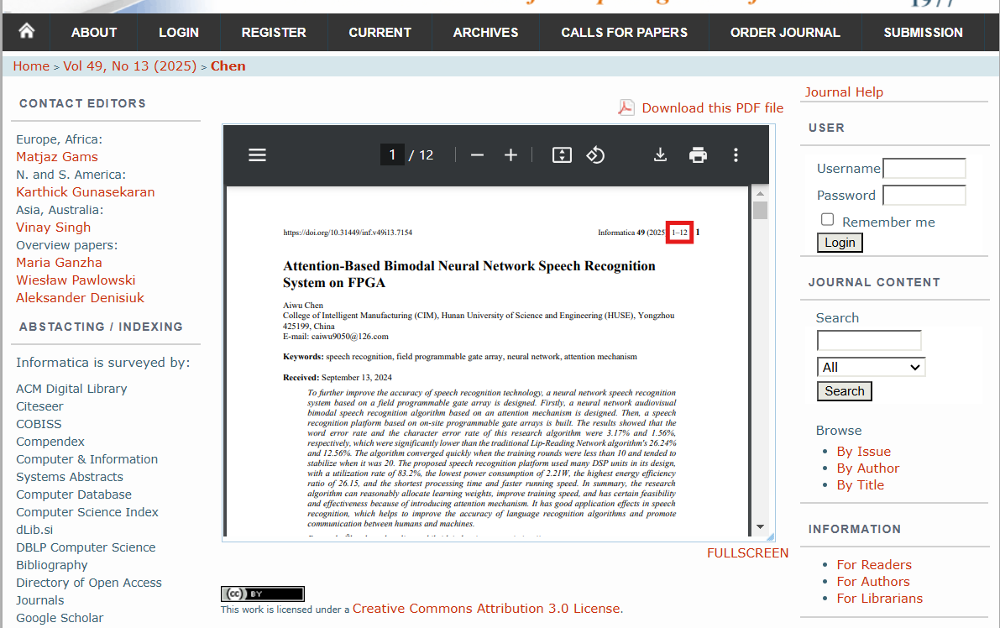 1977
ABOUT LOGIN REGISTER CURRENT ARCHIVES CALLS FOR PAPERS ORDER JOURNAL SUBMISSION
Home > Vol 49, No 13 (2025) > Chen
CONTACT EDITORS
Europe, Africa:
Matjaz Gams
N. and S. America:
Karthick Gunasekaran
Asia, Australia:
Vinay Singh
Overview papers:
Maria Ganzha
Wiesław Pawlowski
Aleksander Denisiuk
ABSTACTING / INDEXING
Informatica is surveyed by:
ACM Digital Library
Citeseer
COBISS
Compendex
Computer & Information
Systems Abstracts
Computer Database
Computer Science Index
dLib.si
DBLP Computer Science
Bibliography
Directory of Open Access
Journals
Google Scholar
Download this PDF file
1 / 12
https://doi.org/10.31449/inf.v49i13.7154 Informatica 49 (2025 1–12 1
Attention-Based Bimodal Neural Network Speech Recognition
System on FPGA
Aiwu Chen
College of Intelligent Manufacturing (CIM), Hunan University of Science and Engineering (HUSE), Yongzhou
425199, China
E-mail: caiwu9050@126.com
Keywords: speech recognition, field programmable gate array, neural network, attention mechanism
Received: September 13, 2024
To further improve the accuracy of speech recognition technology, a neural network speech recognition
system based on a field programmable gate array is designed. Firstly, a neural network audiovisual
bimodal speech recognition algorithm based on an attention mechanism is designed. Then, a speech
recognition platform based on on-site programmable gate arrays is built. The results showed that the
word error rate and the character error rate of this research algorithm were 3.17% and 1.56%,
respectively, which were significantly lower than the traditional Lip-Reading Network algorithm's 26.24%
and 12.56%. The algorithm converged quickly when the training rounds were less than 10 and tended to
stabilize when it was 20. The proposed speech recognition platform used many DSP units in its design,
with a utilization rate of 83.2%, the lowest power consumption of 2.21W, the highest energy efficiency
ratio of 26.15, and the shortest processing time and faster running speed. In summary, the research
algorithm can reasonably allocate learning weights, improve training speed, and has certain feasibility
and effectiveness because of introducing attention mechanism. It has good application effects in speech
recognition, which helps to improve the accuracy of language recognition algorithms and promote
communication between humans and machines.
FULLSCREEN
(cc) BY
This work is licensed under a Creative Commons Attribution 3.0 License.
Journal Help
USER
Username
Password
Remember me
Login
JOURNAL CONTENT
Search
All
Search
Browse
By Issue
By Author
By Title
INFORMATION
For Readers
For Authors
For Librarians